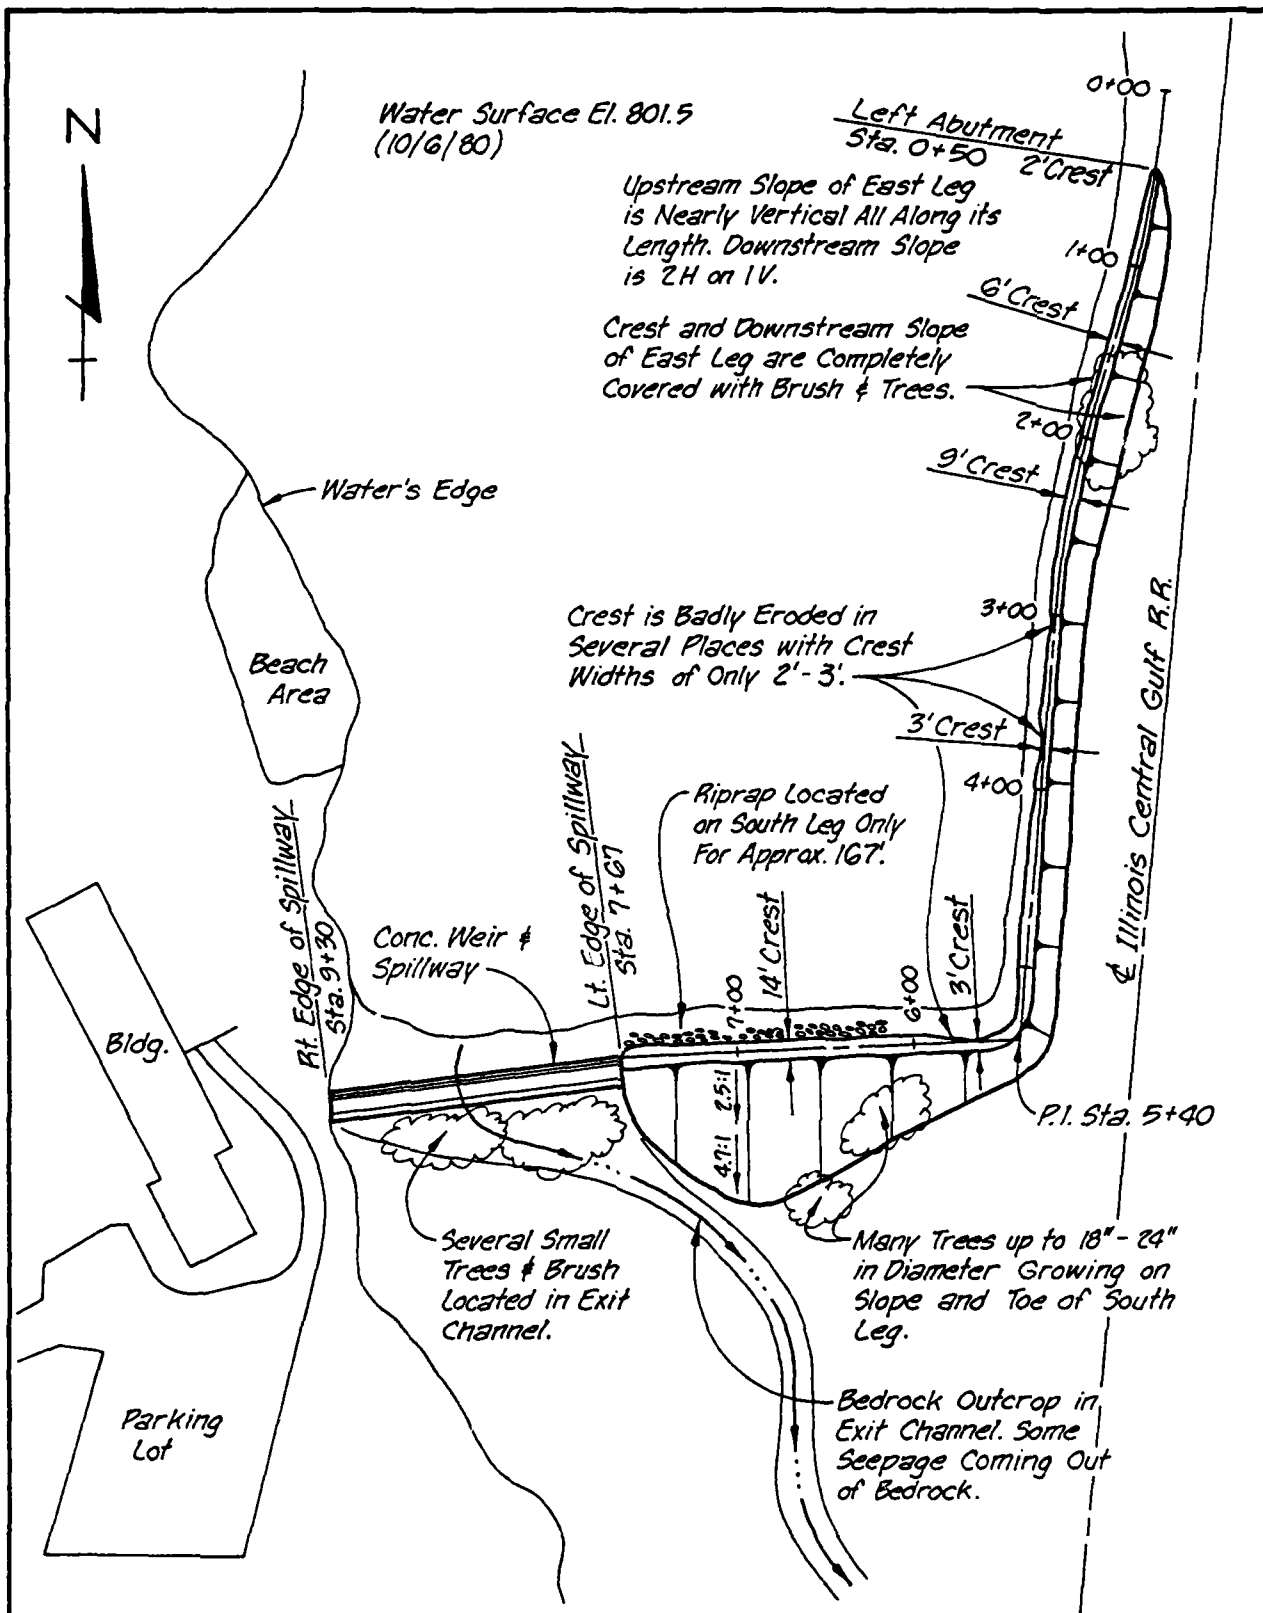 N
Water Surface El. 801.5
(10/6/80)
0+00
Left Abutment
Sta. 0+50
2' Crest
Upstream Slope of East Leg
is Nearly Vertical All Along its
Length. Downstream Slope
is 2H on 1V.
1+00
6' Crest
Crest and Downstream Slope
of East Leg are Completely
Covered with Brush & Trees.
2+00
9' Crest
Water's Edge
Crest is Badly Eroded in
Several Places with Crest
Widths of Only 2'-3'.
3+00
Beach
Area
3' Crest
4+00
Riprap Located
on South Leg Only
For Approx. 167'.
℄ Illinois Central Gulf R.R.
Rt. Edge of Spillway
Sta. 9+30
Lt. Edge of Spillway
Sta. 7+67
Conc. Weir &
Spillway
7+00
14' Crest
6+00
3' Crest
Bldg.
2.5:1
4.7:1
P.I. Sta. 5+40
Several Small
Trees & Brush
Located in Exit
Channel.
Many Trees up to 18"-24"
in Diameter Growing on
Slope and Toe of South
Leg.
Bedrock Outcrop in
Exit Channel. Some
Seepage Coming Out
of Bedrock.
Parking
Lot